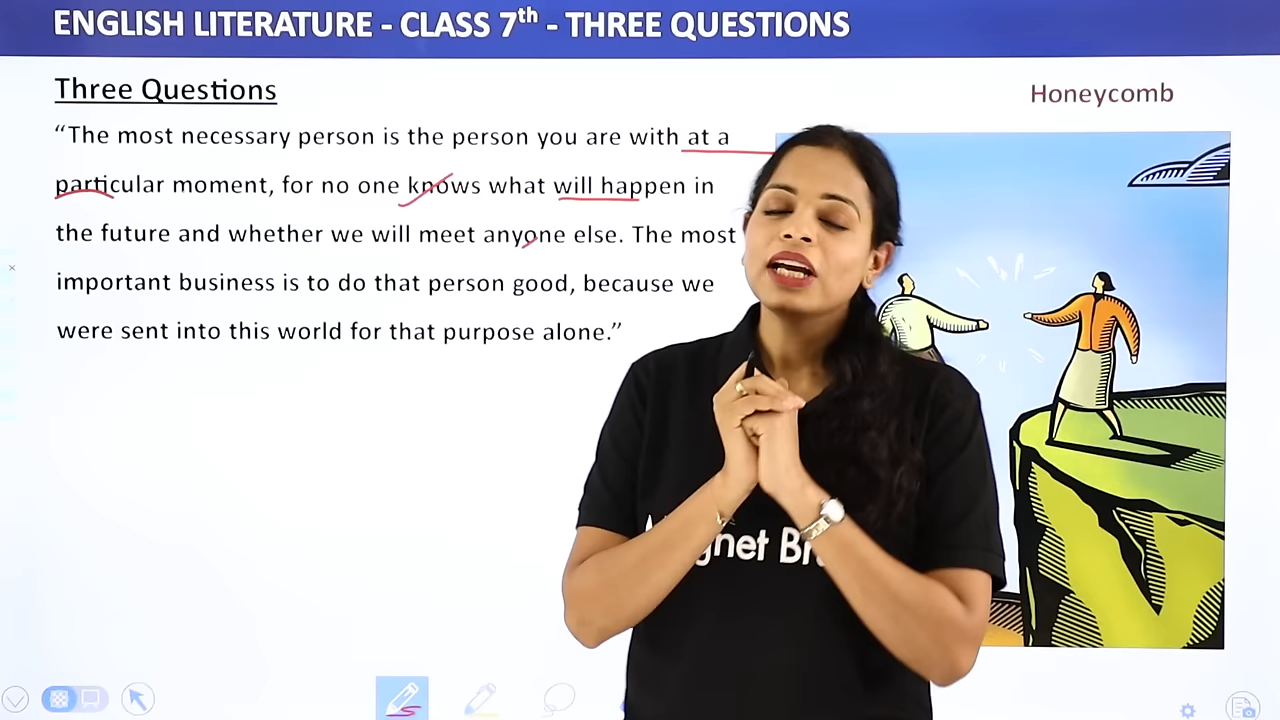 ENGLISH LITERATURE - CLASS 7th - THREE QUESTIONS
Three Questions
Honeycomb
“The most necessary person is the person you are with at a
particular moment, for no one knows what will happen in
the future and whether we will meet anyone else. The most
important business is to do that person good, because we
were sent into this world for that purpose alone.”